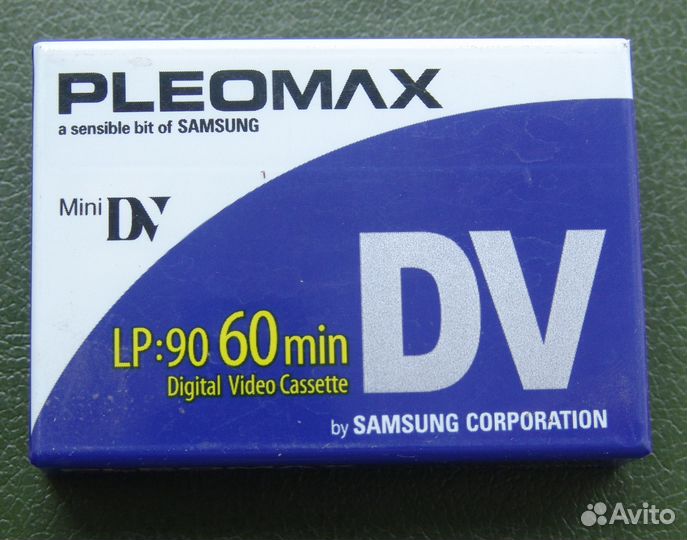 PLEOMAX
a sensible bit of SAMSUNG
Mini DV
DV
LP:90 60 min
Digital Video Cassette
by SAMSUNG CORPORATION
Avito